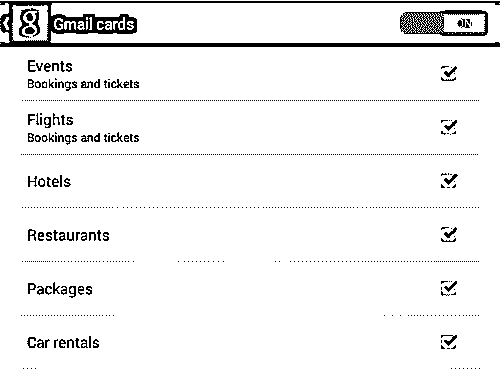 g Gmail cards ON
Events
Bookings and tickets
Flights
Bookings and tickets
Hotels
Restaurants
Packages
Car rentals